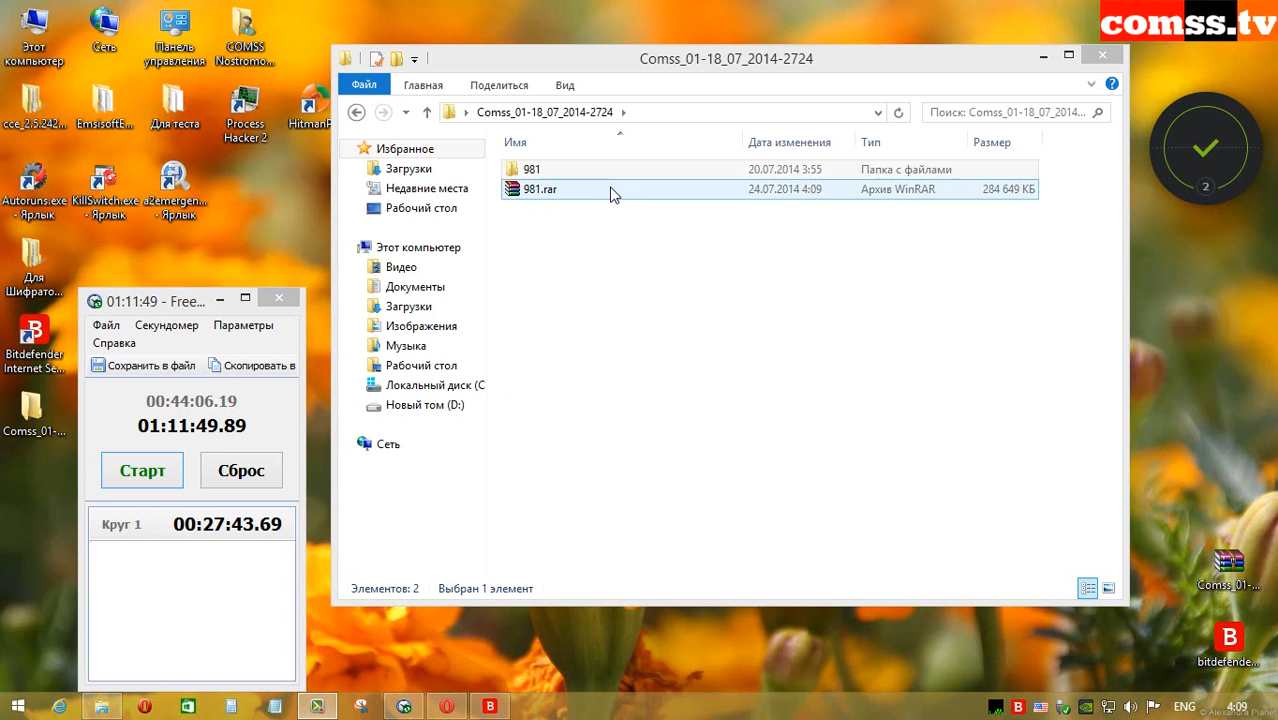 comss.tv
Этот
компьютер
Сеть
Панель
управления
COMSS
Nostromo...
cce_2.5.242...
EmsisoftE...
Для теста
Process
Hacker 2
HitmanP
Autoruns.exe
- Ярлык
KillSwitch.exe
- Ярлык
a2emergen...
- Ярлык
Для
Шифрато...
Bitdefender
Internet Se...
Comss_01-...
Comss_01-18_07_2014-2724
Файл
Главная
Поделиться
Вид
Comss_01-18_07_2014-2724
Поиск: Comss_01-18_07_2014...
Имя
Дата изменения
Тип
Размер
981
20.07.2014 3:55
Папка с файлами
981.rar
24.07.2014 4:09
Архив WinRAR
284 649 КБ
Избранное
Загрузки
Недавние места
Рабочий стол
Этот компьютер
Видео
Документы
Загрузки
Изображения
Музыка
Рабочий стол
Локальный диск (C
Новый том (D:)
Сеть
Элементов: 2
Выбран 1 элемент
2
01:11:49 - Free...
Файл
Секундомер
Параметры
Справка
Сохранить в файл
Скопировать в
00:44:06.19
01:11:49.89
Старт
Сброс
Круг 1
00:27:43.69
Comss_01-...
bitdefende...
ENG
4:09